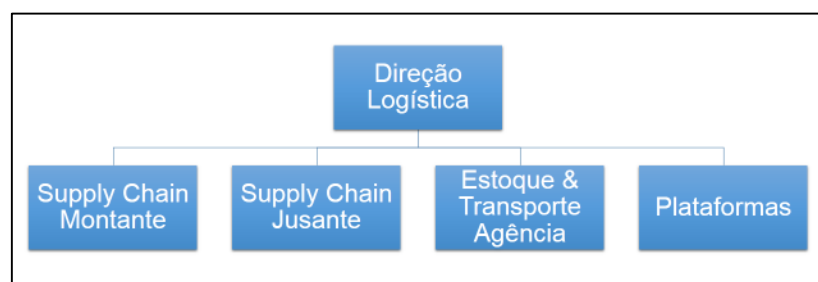 Direção
Logística
Supply Chain
Montante
Supply Chain
Jusante
Estoque &
Transporte
Agência
Plataformas